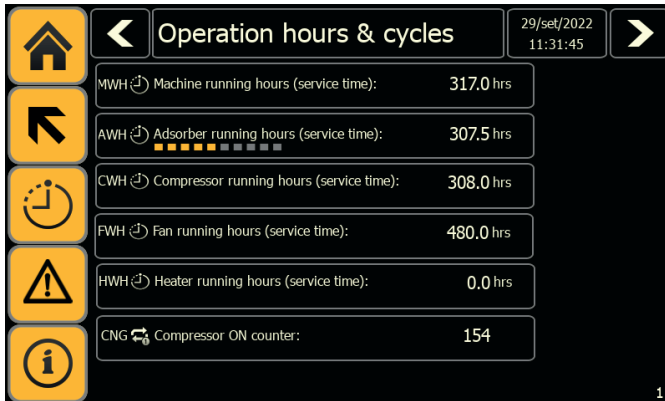 Operation hours & cycles
29/set/2022
11:31:45
MWH Machine running hours (service time): 317.0 hrs
AWH Adsorber running hours (service time): 307.5 hrs
CWH Compressor running hours (service time): 308.0 hrs
FWH Fan running hours (service time): 480.0 hrs
HWH Heater running hours (service time): 0.0 hrs
CNG Compressor ON counter: 154
1